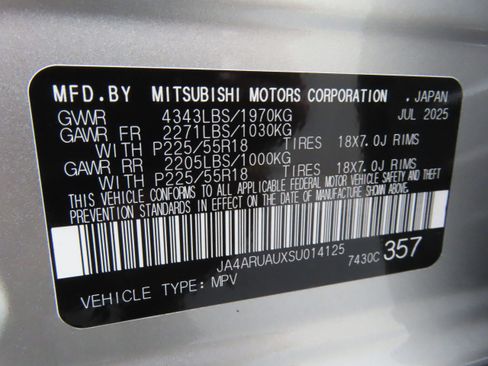 MFD.BY MITSUBISHI MOTORS CORPORATION . JAPAN
GVWR 4343LBS/1970KG JUL 2025
GAWR FR 2271LBS/1030KG
WITH P225/55R18 TIRES 18X7.0J RIMS
GAWR RR 2205LBS/1000KG
WITH P225/55R18 TIRES 18X7.0J RIMS
THIS VEHICLE CONFORMS TO ALL APPLICABLE FEDERAL MOTOR VEHICLE SAFETY AND THEFT
PREVENTION STANDARDS IN EFFECT ON THE DATE OF MANUFACTURE SHOWN ABOVE.
JA4ARUAUXSU014125 7430C 357
VEHICLE TYPE: MPV